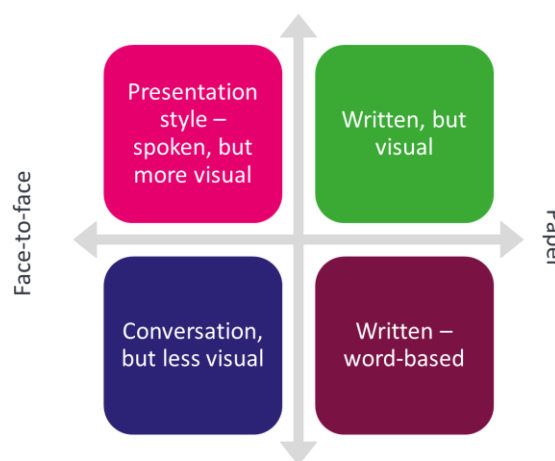 Presentation
style –
spoken, but
more visual
Written, but
visual
Face-to-face
Paper
Conversation,
but less visual
Written –
word-based